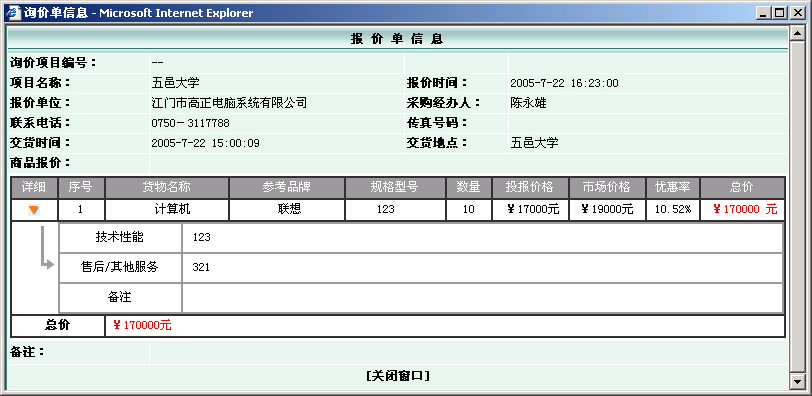 询价单信息 - Microsoft Internet Explorer
报 价 单 信 息
询价项目编号： --
项目名称： 五邑大学 报价时间： 2005-7-22 16:23:00
报价单位： 江门市高正电脑系统有限公司 采购经办人： 陈永雄
联系电话： 0750－3117788 传真号码：
交货时间： 2005-7-22 15:00:09 交货地点： 五邑大学
商品报价：
详细 序号 货物名称 参考品牌 规格型号 数量 投报价格 市场价格 优惠率 总价
1 计算机 联想 123 10 ￥17000元 ￥19000元 10.52% ￥170000 元
技术性能 123
售后/其他服务 321
备注
总价 ￥170000元
备注：
[关闭窗口]